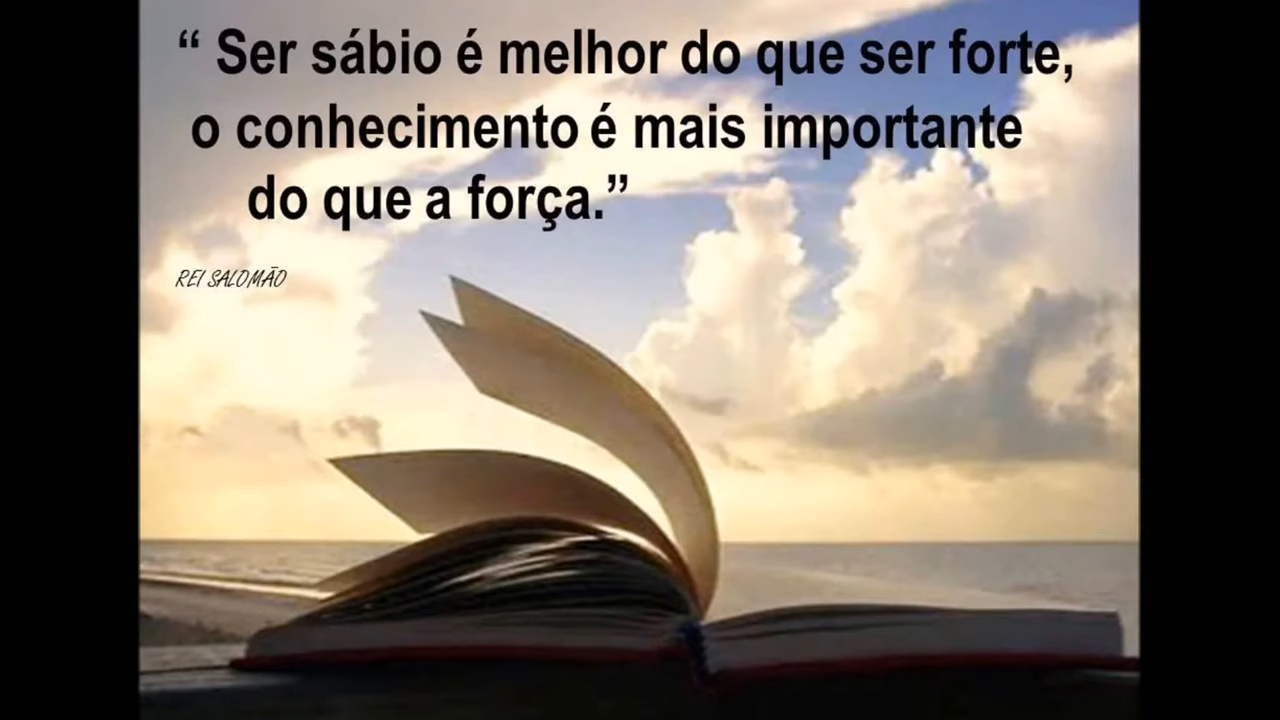 “ Ser sábio é melhor do que ser forte,
o conhecimento é mais importante
do que a força.”
REI SALOMÃO